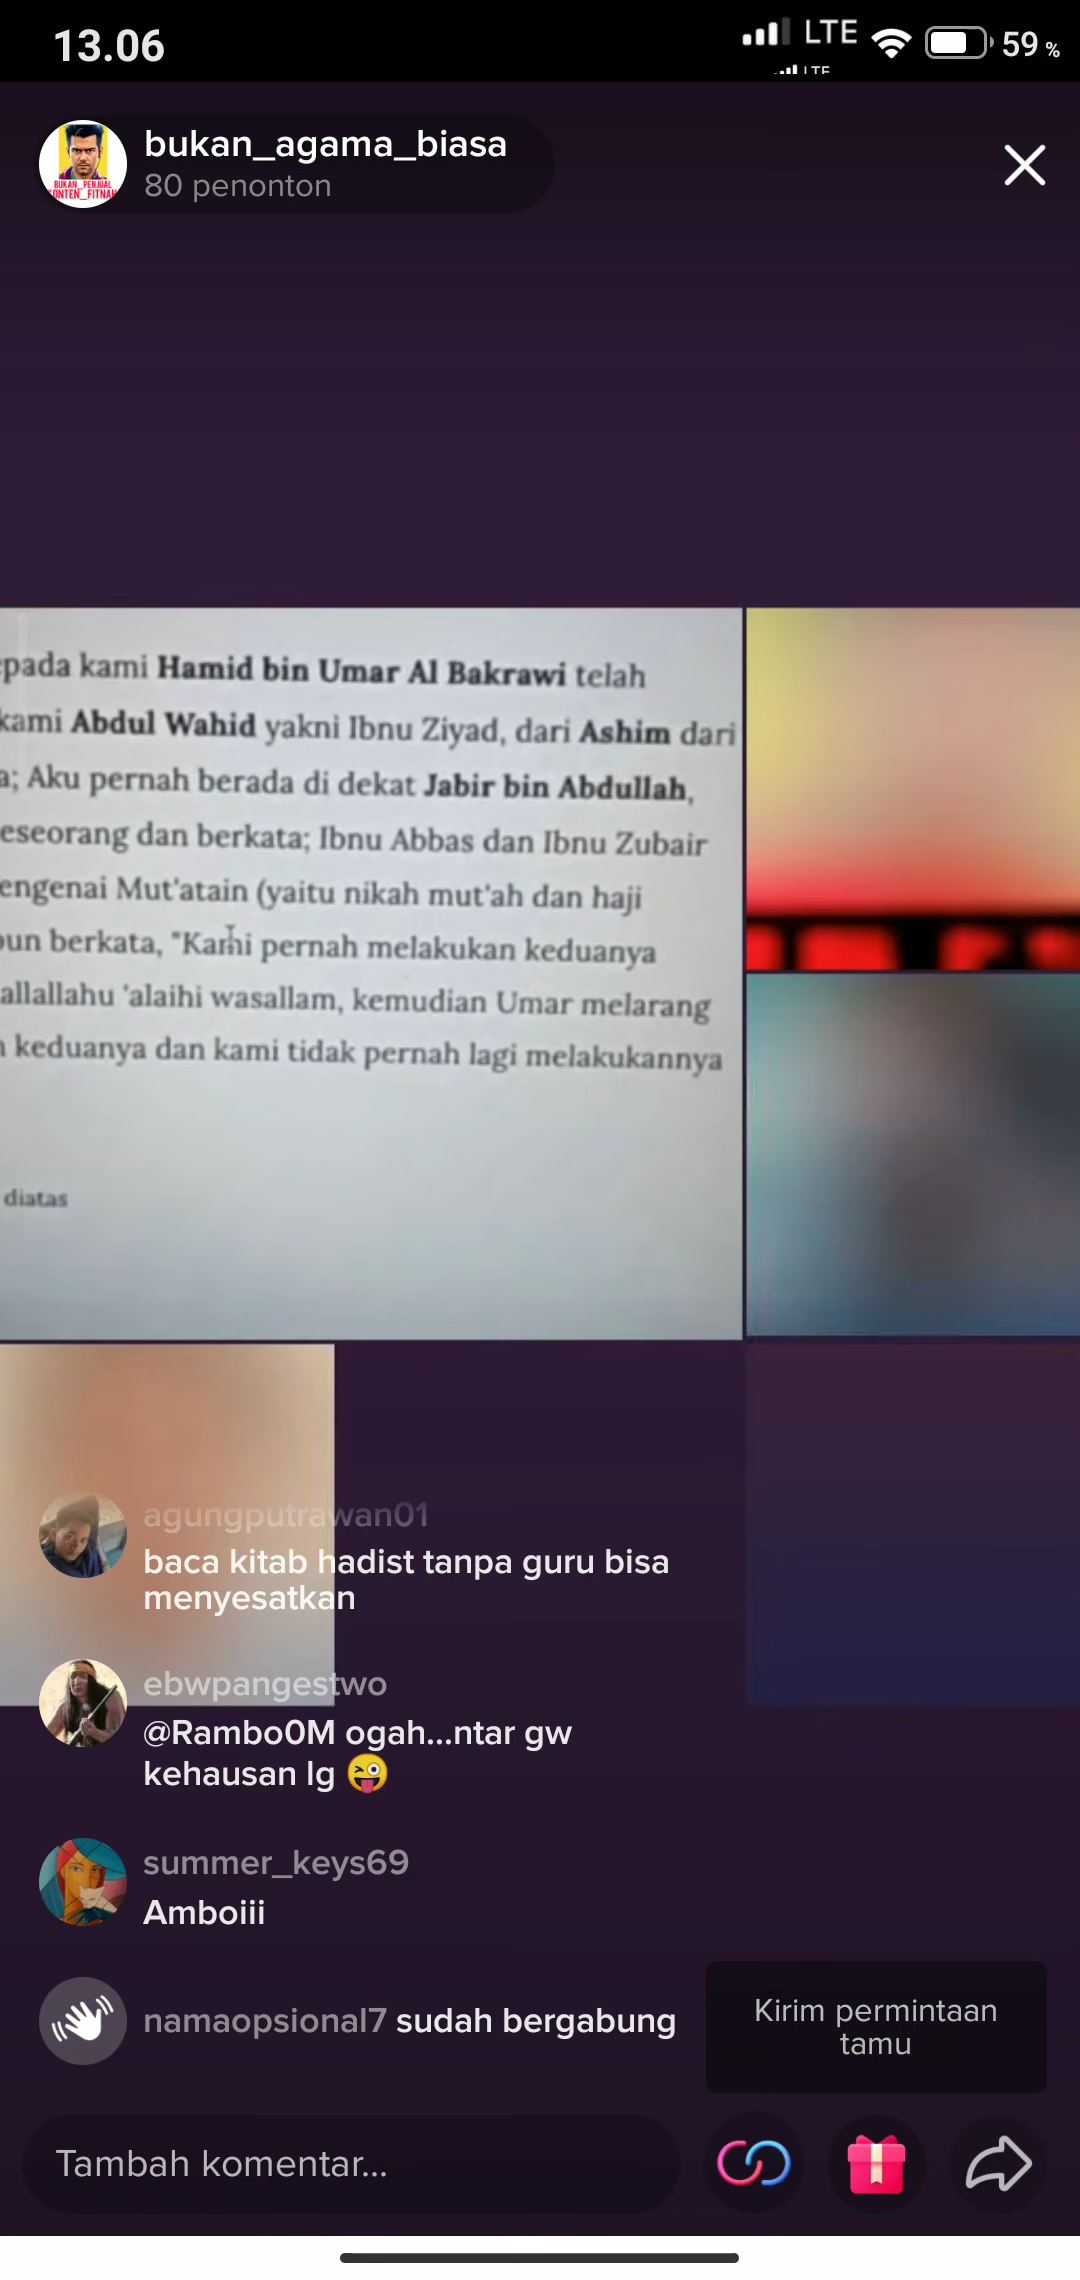 13.06
LTE
59 %
LTE
bukan_agama_biasa
80 penonton
BUKAN_PENJUAL
KONTEN_FITNAH
pada kami Hamid bin Umar Al Bakrawi telah
kami Abdul Wahid yakni Ibnu Ziyad, dari Ashim dari
a; Aku pernah berada di dekat Jabir bin Abdullah,
eseorang dan berkata; Ibnu Abbas dan Ibnu Zubair
engenai Mut'atain (yaitu nikah mut'ah dan haji
pun berkata, "Kami pernah melakukan keduanya
allallahu 'alaihi wasallam, kemudian Umar melarang
keduanya dan kami tidak pernah lagi melakukannya
diatas
agungputrawan01
baca kitab hadist tanpa guru bisa
menyesatkan
ebwpangestwo
@Rambo0M ogah...ntar gw
kehausan lg 😜
summer_keys69
Amboiii
namaopsional7 sudah bergabung
Kirim permintaan
tamu
Tambah komentar...